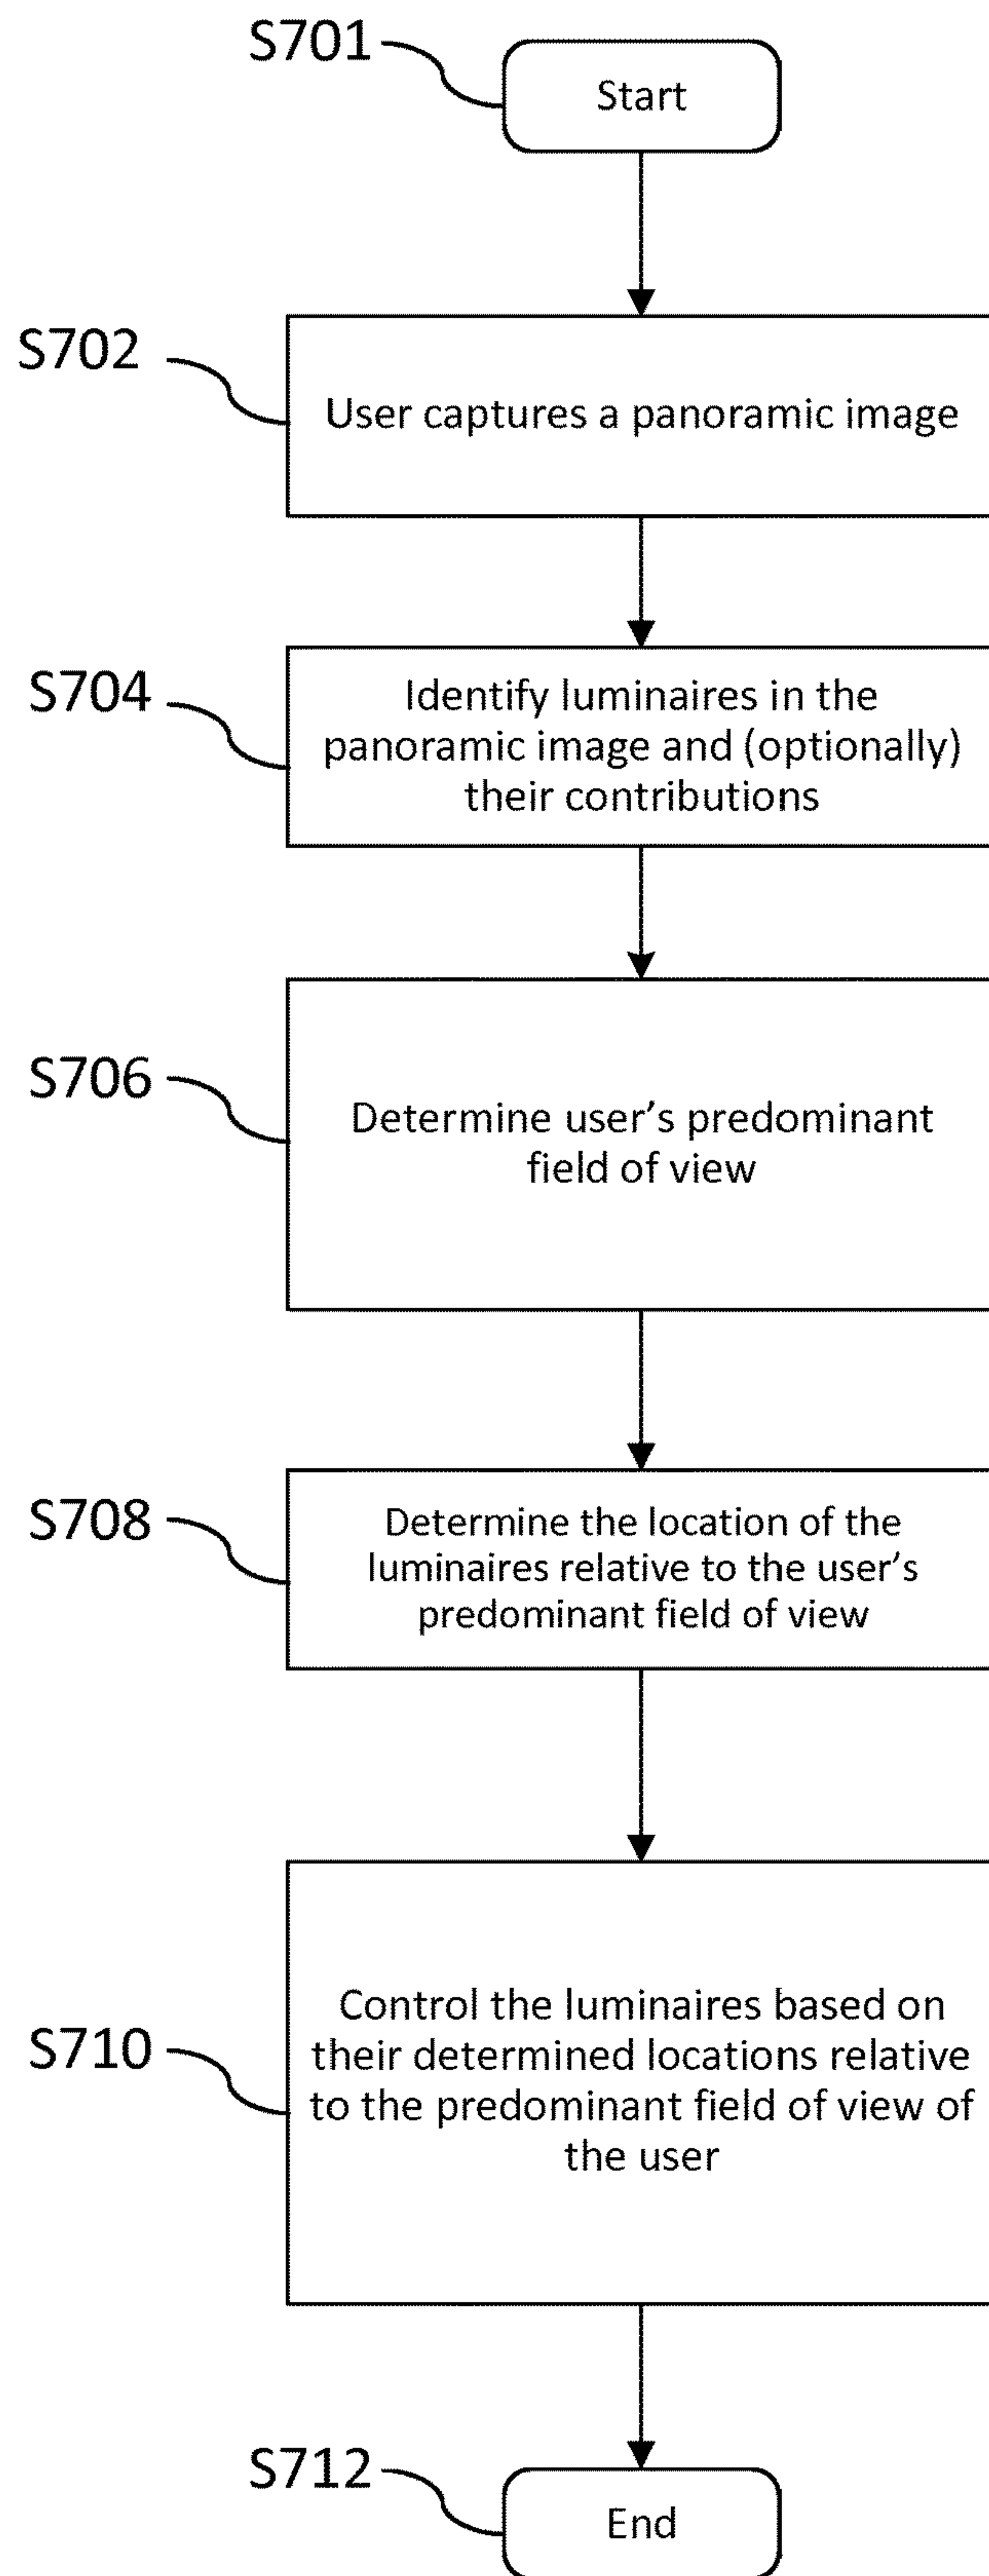 S701
Start
S702
User captures a panoramic image
S704
Identify luminaires in the
panoramic image and (optionally)
their contributions
S706
Determine user’s predominant
field of view
S708
Determine the location of the
luminaires relative to the user’s
predominant field of view
S710
Control the luminaires based on
their determined locations relative
to the predominant field of view of
the user
S712
End